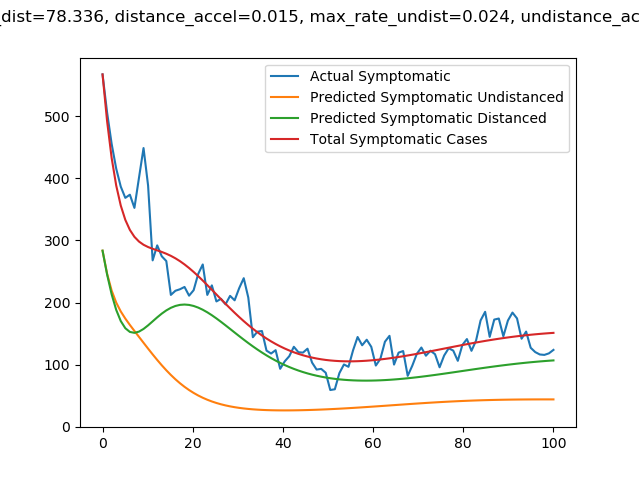 _dist=78.336, distance_accel=0.015, max_rate_undist=0.024, undistance_ac
Actual Symptomatic
Predicted Symptomatic Undistanced
Predicted Symptomatic Distanced
Total Symptomatic Cases
500
400
300
200
100
0
0 20 40 60 80 100